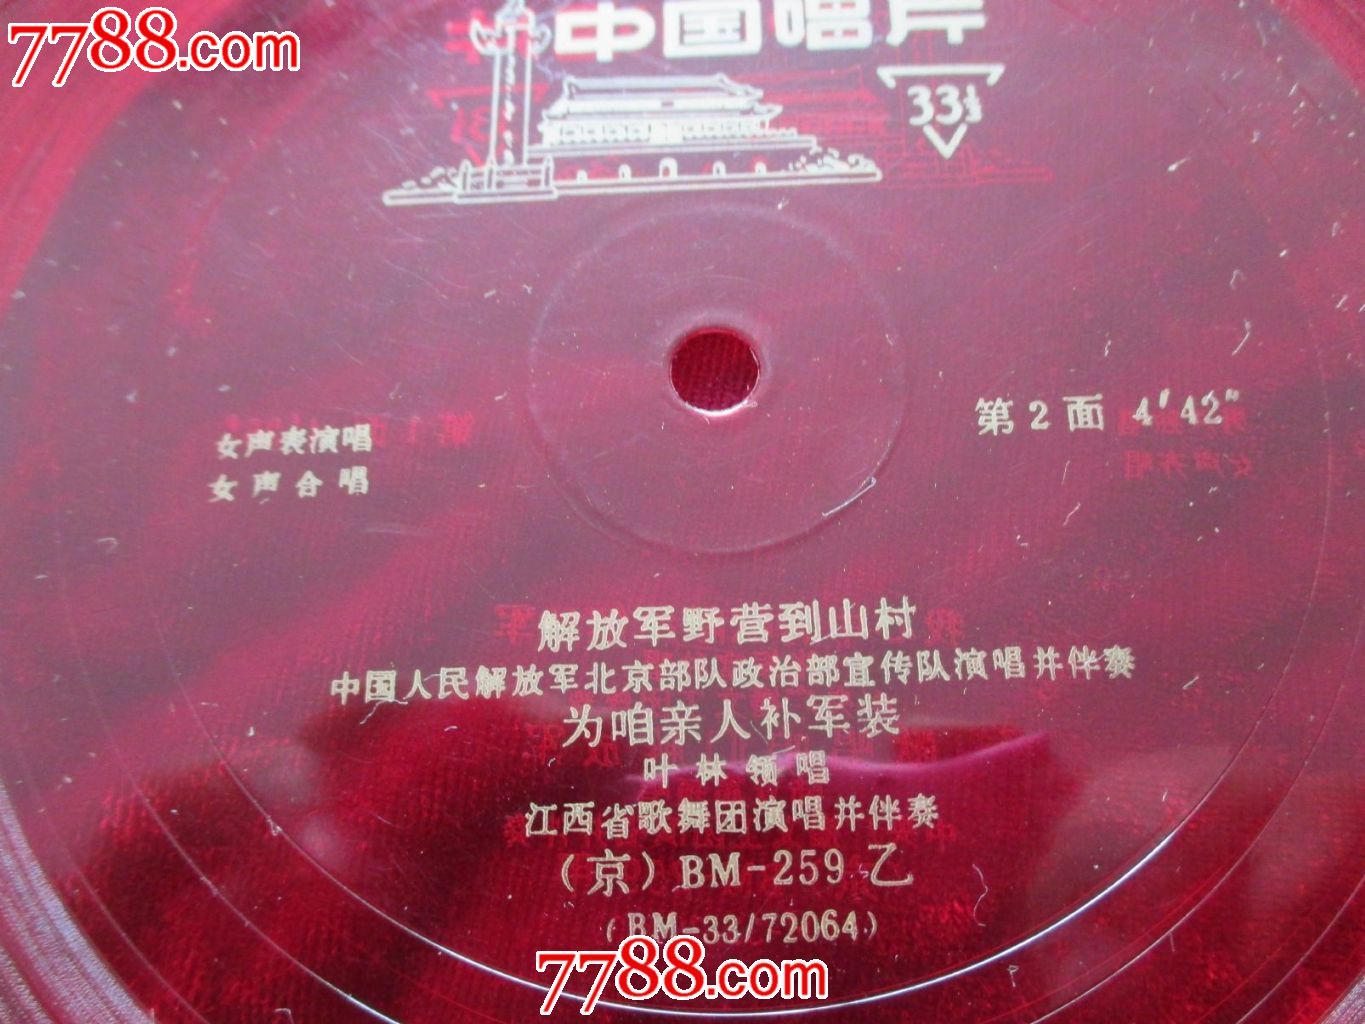 7788.com
中国唱片
33⅓
第2面 4′42″
女声表演唱
女声合唱
解放军野营到山村
中国人民解放军北京部队政治部宣传队演唱并伴奏
为咱亲人补军装
叶林领唱
江西省歌舞团演唱并伴奏
(京)BM-259乙
(BM-33/72064)
7788.com